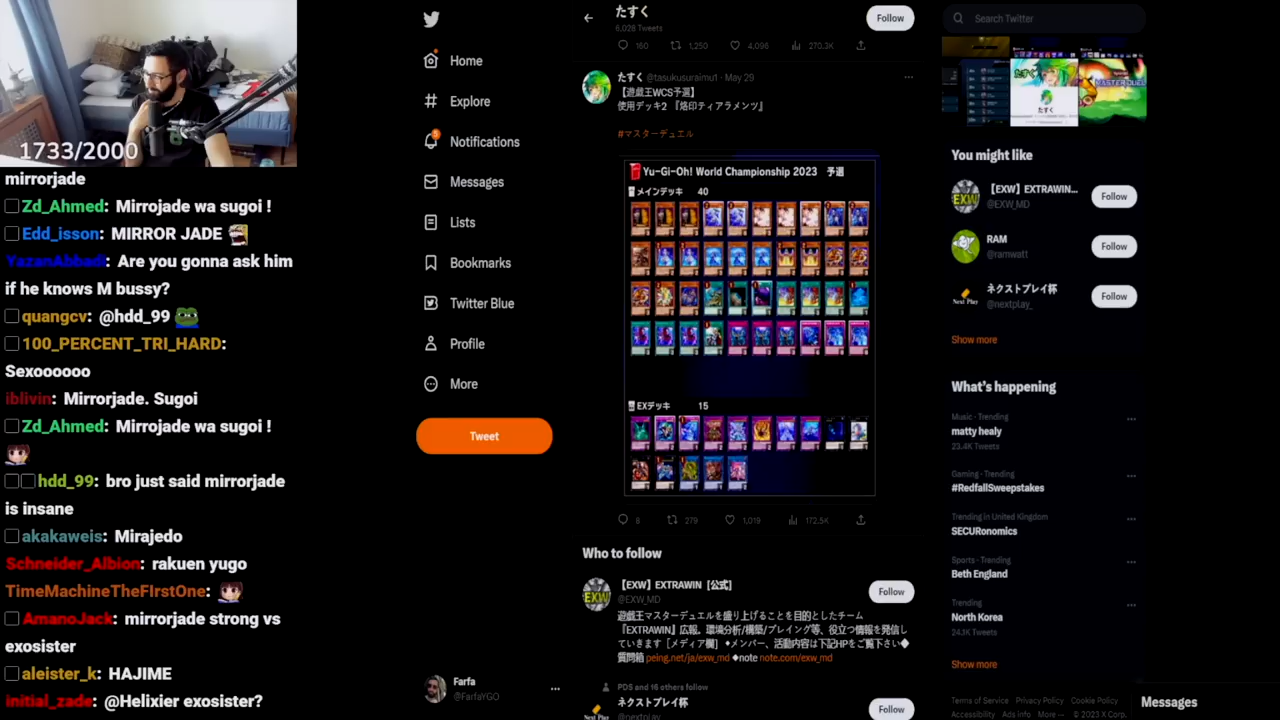 1733/2000
mirrorjade
Zd_Ahmed: Mirrojade wa sugoi !
Edd_isson: MIRROR JADE
YazanAbbadi: Are you gonna ask him
if he knows M bussy?
quangcv: @hdd_99
100_PERCENT_TRI_HARD:
Sexoooooo
iblivin: Mirrorjade. Sugoi
Zd_Ahmed: Mirrojade wa sugoi !
hdd_99: bro just said mirrorjade
is insane
akakaweis: Mirajedo
Schneider_Albion: rakuen yugo
TimeMachineTheFIrstOne:
AmanoJack: mirrorjade strong vs
exosister
aleister_k: HAJIME
initial_zade: @Helixier exosister?
Home
Explore
5
Notifications
Messages
Lists
Bookmarks
Twitter Blue
Profile
More
Tweet
Farfa
@FarfaYGO
たすく
6,028 Tweets
Follow
160
1,250
4,096
270.3K
たすく @tasukusuraimu1 · May 29
【遊戯王WCS予選】
使用デッキ2 『烙印ティアラメンツ』
#マスターデュエル
Yu-Gi-Oh! World Championship 2023 予選
メインデッキ 40
EXデッキ 15
8
279
1,019
172.5K
Who to follow
【EXW】EXTRAWIN【公式】
@EXW_MD
Follow
遊戯王マスターデュエルを盛り上げることを目的としたチーム
『EXTRAWIN』広報。環境分析/構築/プレイング等、役立つ情報を発信し
ていきます［メディア欄］♦メンバー、活動内容は下記HPをご覧下さい◆
質問箱 peing.net/ja/exw_md ◆note note.com/exw_md
PDS and 16 others follow
ネクストプレイ杯
@nextplay_
Follow
Search Twitter
たすく
MASTER DUEL
You might like
【EXW】EXTRAWIN...
@EXW_MD
Follow
RAM
@ramwatt
Follow
ネクストプレイ杯
@nextplay_
Follow
Show more
What's happening
Music · Trending
matty healy
23.4K Tweets
Gaming · Trending
#RedfallSweepstakes
Trending in United Kingdom
SECURonomics
Sports · Trending
Beth England
Trending
North Korea
24.1K Tweets
Show more
Terms of Service Privacy Policy Cookie Policy
Accessibility Ads info More ··· © 2023 X Corp.
Messages